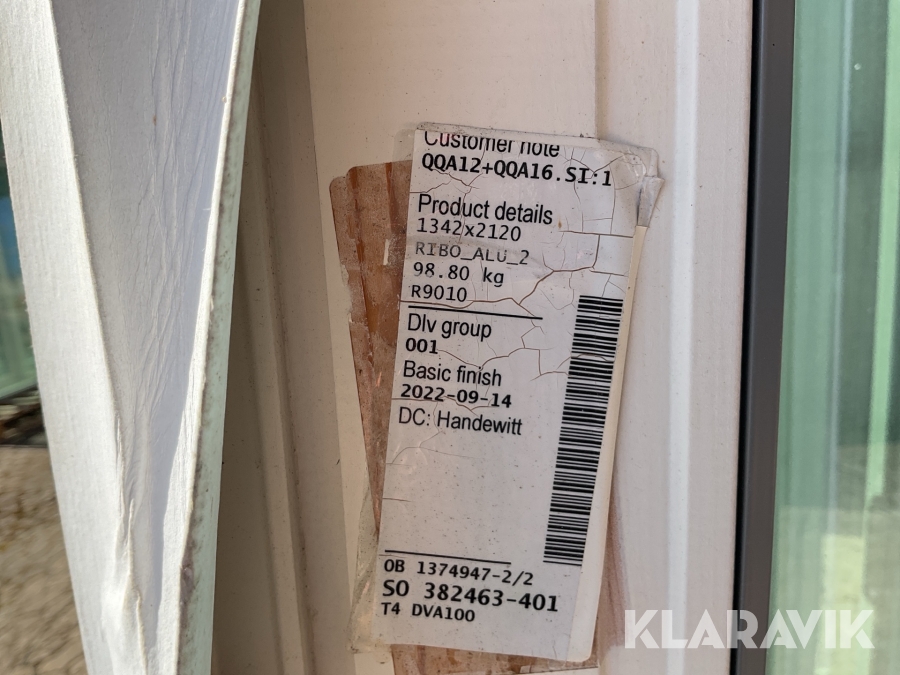 Customer note
QQA12+QQA16.SI:1
Product details
1342x2120
RIBO_ALU_2
98.80 kg
R9010
Dlv group
001
Basic finish
2022-09-14
DC: Handewitt
OB 1374947-2/2
SO 382463-401
T4 DVA100
KLARAVIK